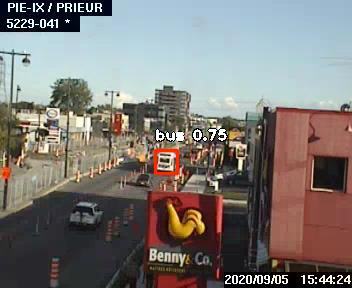 PIE-IX / PRIEUR
5229-041 *
bus 0.75
Benny & Co.
2020/09/05 15:44:24